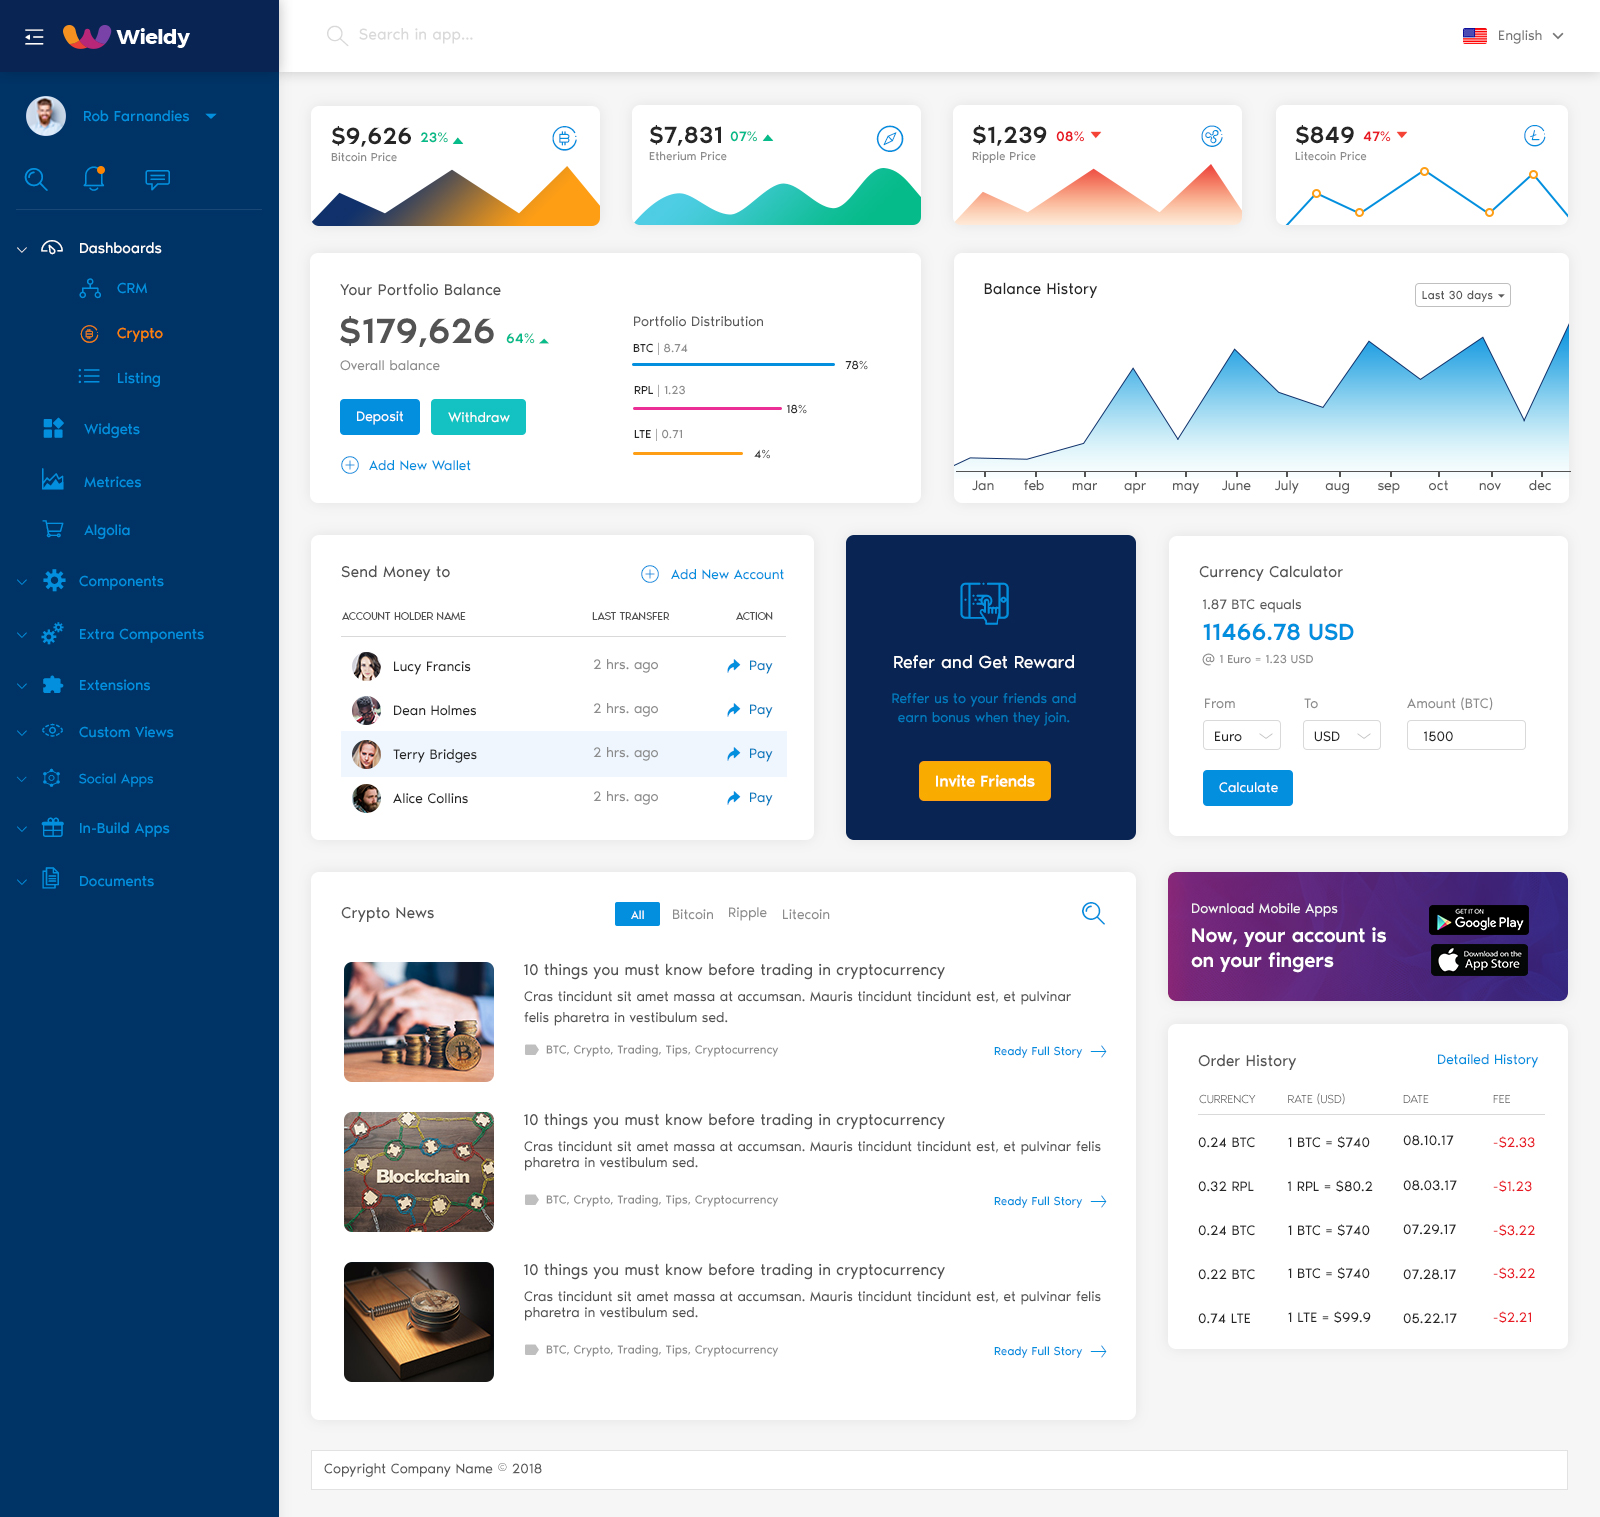 Wieldy
Search in app...
English
Rob Farnandies
Dashboards
CRM
Crypto
Listing
Widgets
Metrices
Algolia
Components
Extra Components
Extensions
Custom Views
Social Apps
In-Build Apps
Documents
$9,626 23%
Bitcoin Price
$7,831 07%
Etherium Price
$1,239 08%
Ripple Price
$849 47%
Litecoin Price
Your Portfolio Balance
$179,626 64%
Overall balance
Deposit Withdraw
Add New Wallet
Portfolio Distribution
BTC | 8.74
78%
RPL | 1.23
18%
LTE | 0.71
4%
Balance History
Last 30 days
Jan feb mar apr may June July aug sep oct nov dec
Send Money to
Add New Account
ACCOUNT HOLDER NAME LAST TRANSFER ACTION
Lucy Francis 2 hrs. ago Pay
Dean Holmes 2 hrs. ago Pay
Terry Bridges 2 hrs. ago Pay
Alice Collins 2 hrs. ago Pay
Refer and Get Reward
Reffer us to your friends and
earn bonus when they join.
Invite Friends
Currency Calculator
1.87 BTC equals
11466.78 USD
@ 1 Euro = 1.23 USD
From To Amount (BTC)
Euro USD 1500
Calculate
Crypto News
All Bitcoin Ripple Litecoin
10 things you must know before trading in cryptocurrency
Cras tincidunt sit amet massa at accumsan. Mauris tincidunt tincidunt est, et pulvinar
felis pharetra in vestibulum sed.
BTC, Crypto, Trading, Tips, Cryptocurrency
Ready Full Story
Blockchain
10 things you must know before trading in cryptocurrency
Cras tincidunt sit amet massa at accumsan. Mauris tincidunt tincidunt est, et pulvinar felis
pharetra in vestibulum sed.
BTC, Crypto, Trading, Tips, Cryptocurrency
Ready Full Story
10 things you must know before trading in cryptocurrency
Cras tincidunt sit amet massa at accumsan. Mauris tincidunt tincidunt est, et pulvinar felis
pharetra in vestibulum sed.
BTC, Crypto, Trading, Tips, Cryptocurrency
Ready Full Story
Download Mobile Apps
Now, your account is
on your fingers
GET IT ON
Google Play
Download on the
App Store
Order History
Detailed History
CURRENCY RATE (USD) DATE FEE
0.24 BTC 1 BTC = $740 08.10.17 -$2.33
0.32 RPL 1 RPL = $80.2 08.03.17 -$1.23
0.24 BTC 1 BTC = $740 07.29.17 -$3.22
0.22 BTC 1 BTC = $740 07.28.17 -$3.22
0.74 LTE 1 LTE = $99.9 05.22.17 -$2.21
Copyright Company Name © 2018